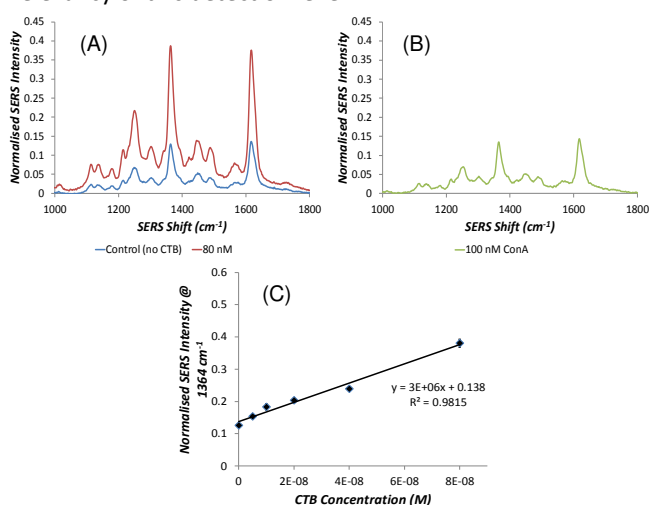 (A)
Normalised SERS Intensity
0.45
0.4
0.35
0.3
0.25
0.2
0.15
0.1
0.05
0
1000 1200 1400 1600 1800
SERS Shift (cm-1)
Control (no CTB) 80 nM
(B)
Normalised SERS Intensity
0.45
0.4
0.35
0.3
0.25
0.2
0.15
0.1
0.05
0
1000 1200 1400 1600 1800
SERS Shift (cm-1)
100 nM ConA
(C)
Normalised SERS Intensity @
1364 cm-1
0.6
0.5
0.4
0.3
0.2
0.1
0
y = 3E+06x + 0.138
R² = 0.9815
0 2E-08 4E-08 6E-08 8E-08
CTB Concentration (M)